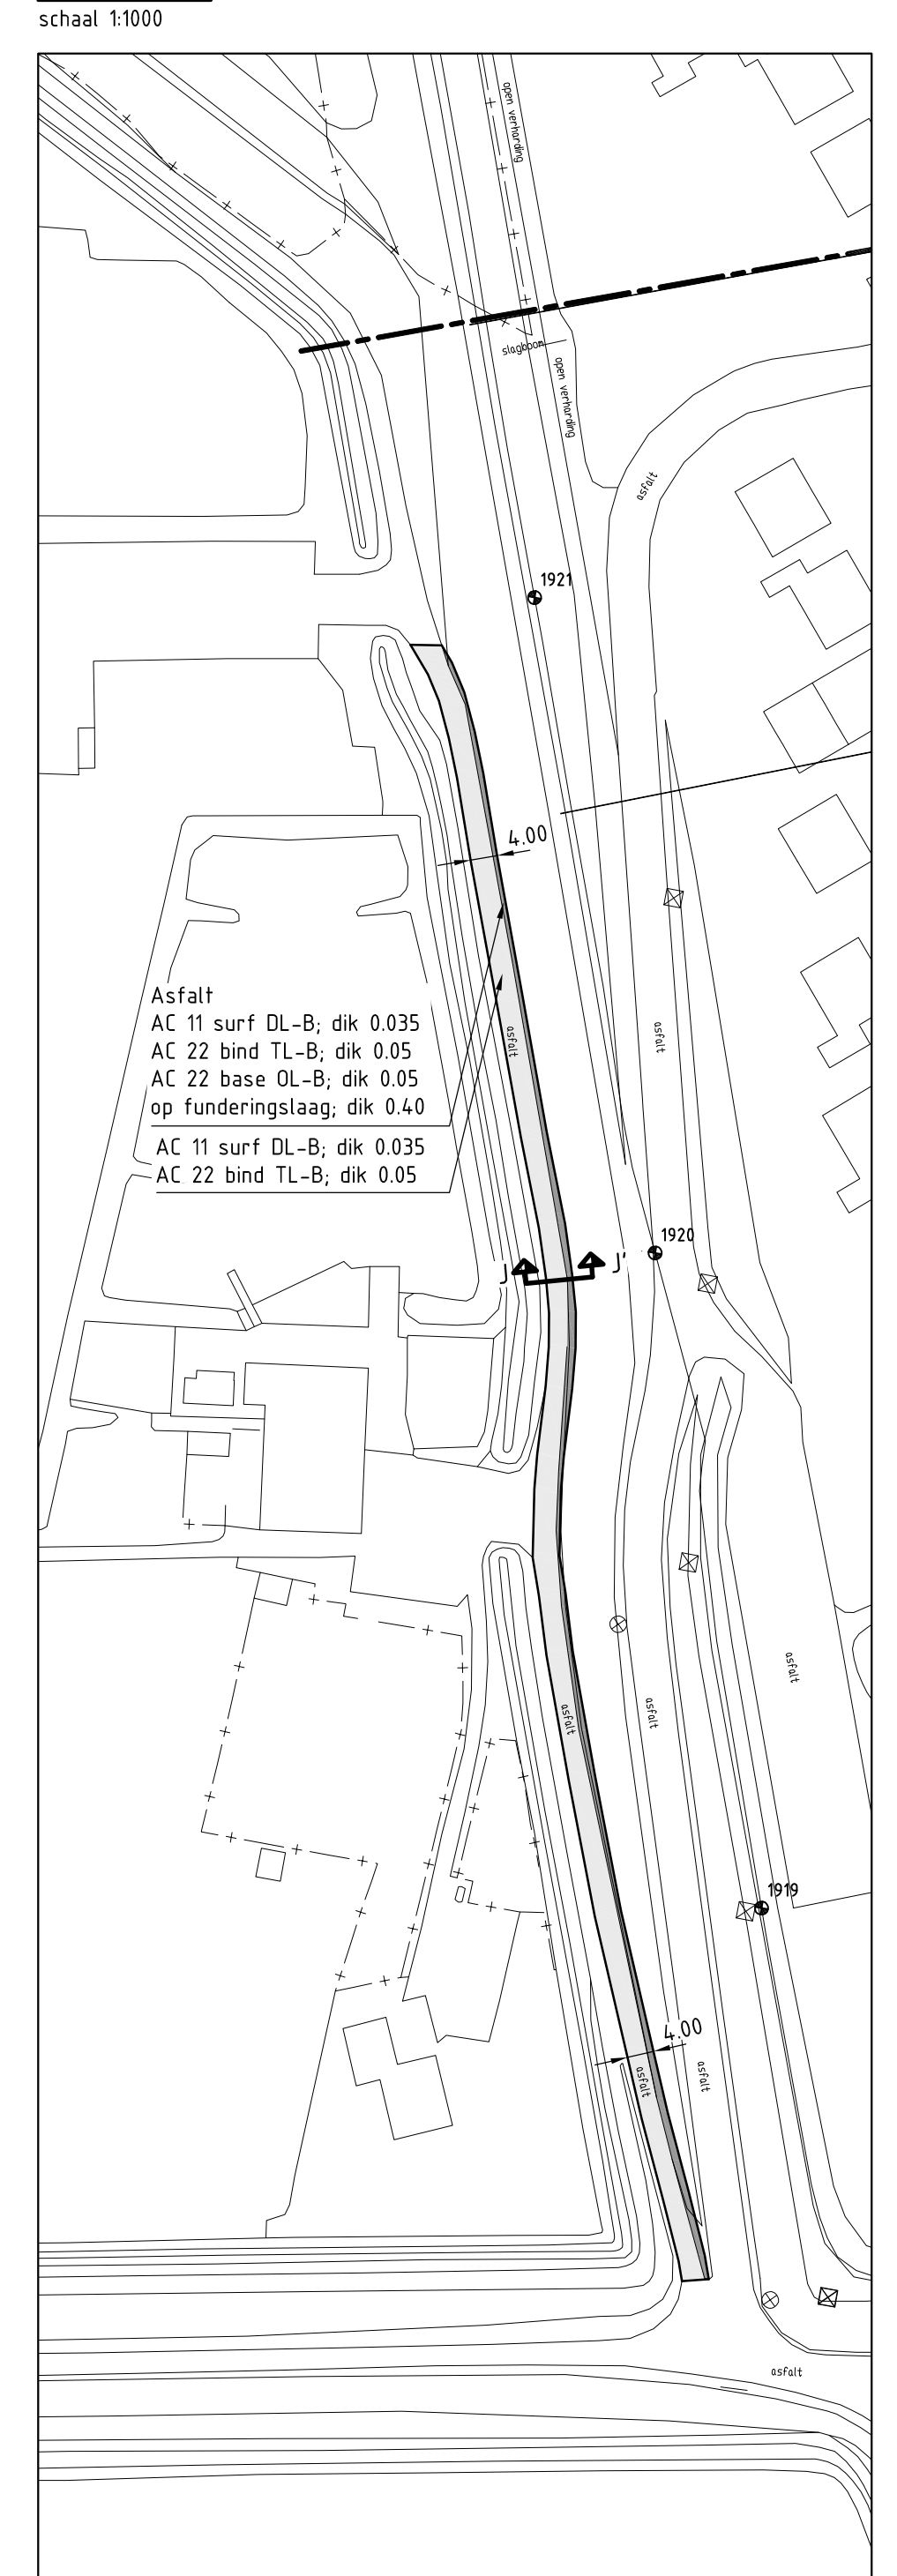 schaal 1:1000
open verharding
slagboom
open verharding
asfalt
1921
4.00
Asfalt
AC 11 surf DL-B; dik 0.035
AC 22 bind TL-B; dik 0.05
AC 22 base OL-B; dik 0.05
op funderingslaag; dik 0.40
AC 11 surf DL-B; dik 0.035
AC 22 bind TL-B; dik 0.05
asfalt
asfalt
1920
J
J'
asfalt
asfalt
asfalt
1919
4.00
asfalt
asfalt
asfalt